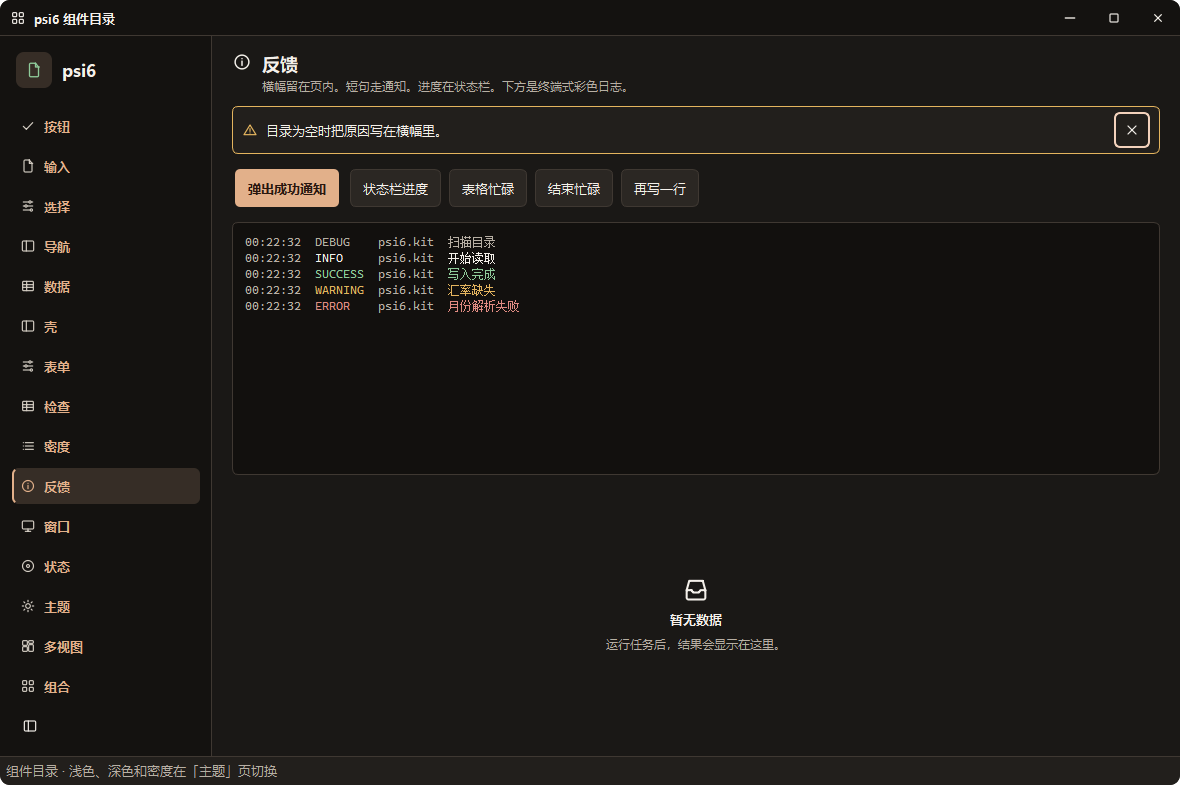 psi6 组件目录
psi6
按钮
输入
选择
导航
数据
壳
表单
检查
密度
反馈
窗口
状态
主题
多视图
组合
反馈
横幅留在页内。短句走通知。进度在状态栏。下方是终端式彩色日志。
目录为空时把原因写在横幅里。
弹出成功通知 状态栏进度 表格忙碌 结束忙碌 再写一行
00:22:32 DEBUG psi6.kit 扫描目录
00:22:32 INFO psi6.kit 开始读取
00:22:32 SUCCESS psi6.kit 写入完成
00:22:32 WARNING psi6.kit 汇率缺失
00:22:32 ERROR psi6.kit 月份解析失败
暂无数据
运行任务后，结果会显示在这里。
组件目录 · 浅色、深色和密度在「主题」页切换